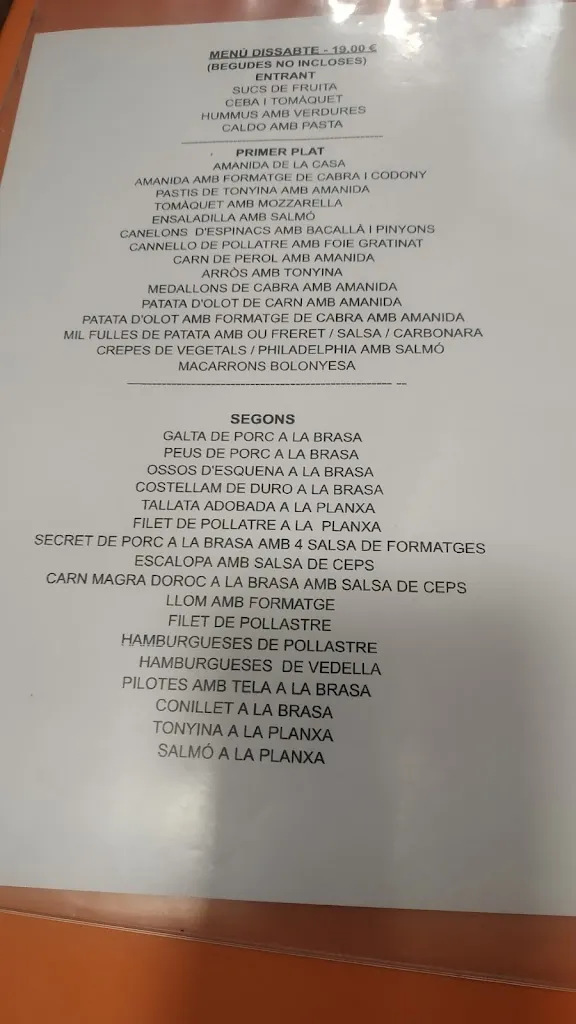 MENÚ DISSABTE - 19.00 €
(BEGUDES NO INCLOSES)
ENTRANT
SUCS DE FRUITA
CEBA I TOMÀQUET
HUMMUS AMB VERDURES
CALDO AMB PASTA
PRIMER PLAT
AMANIDA DE LA CASA
AMANIDA AMB FORMATGE DE CABRA I CODONY
PASTIS DE TONYINA AMB AMANIDA
TOMÀQUET AMB MOZZARELLA
ENSALADILLA AMB SALMÓ
CANELONS D'ESPINACS AMB BACALLÀ I PINYONS
CANNELLO DE POLLATRE AMB FOIE GRATINAT
CARN DE PEROL AMB AMANIDA
ARRÒS AMB TONYINA
MEDALLONS DE CABRA AMB AMANIDA
PATATA D'OLOT DE CARN AMB AMANIDA
PATATA D'OLOT AMB FORMATGE DE CABRA AMB AMANIDA
MIL FULLES DE PATATA AMB OU FRERET / SALSA / CARBONARA
CREPES DE VEGETALS / PHILADELPHIA AMB SALMÓ
MACARRONS BOLONYESA
SEGONS
GALTA DE PORC A LA BRASA
PEUS DE PORC A LA BRASA
OSSOS D'ESQUENA A LA BRASA
COSTELLAM DE DURO A LA BRASA
TALLATA ADOBADA A LA PLANXA
FILET DE POLLATRE A LA PLANXA
SECRET DE PORC A LA BRASA AMB 4 SALSA DE FORMATGES
ESCALOPA AMB SALSA DE CEPS
CARN MAGRA DOROC A LA BRASA AMB SALSA DE CEPS
LLOM AMB FORMATGE
FILET DE POLLASTRE
HAMBURGUESES DE POLLASTRE
HAMBURGUESES DE VEDELLA
PILOTES AMB TELA A LA BRASA
CONILLET A LA BRASA
TONYINA A LA PLANXA
SALMÓ A LA PLANXA